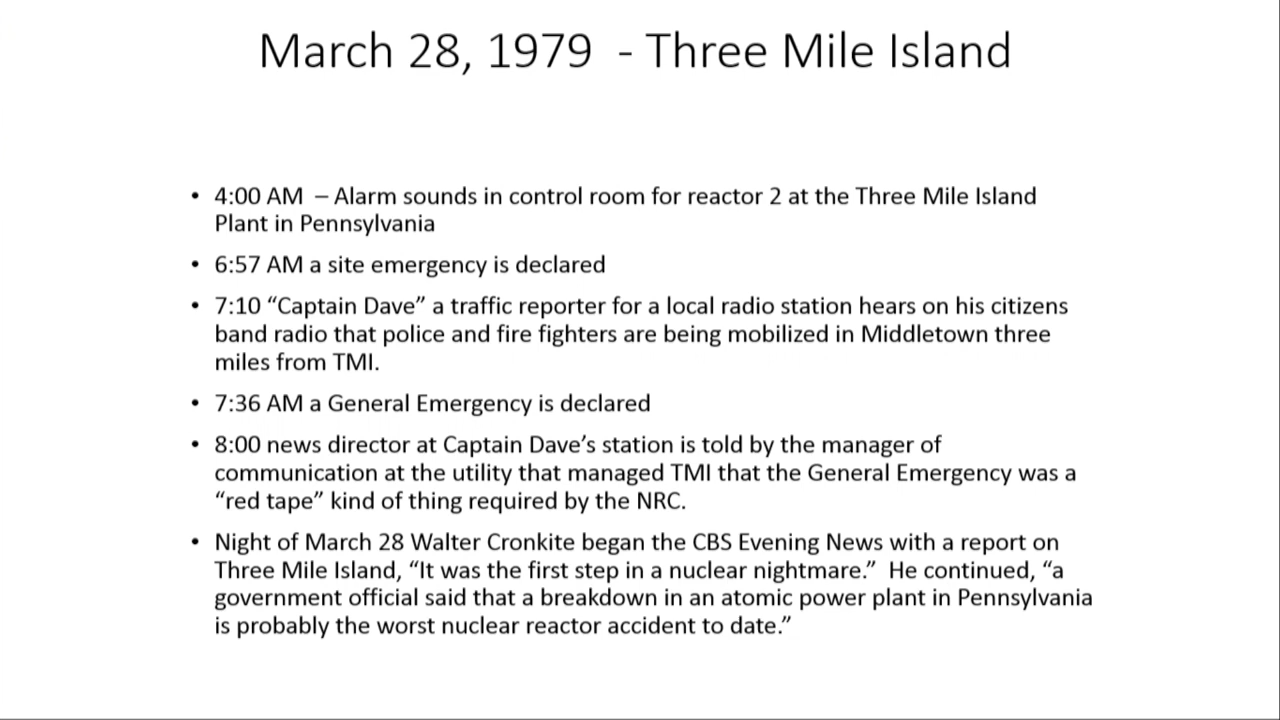 March 28, 1979  - Three Mile Island
• 4:00 AM  – Alarm sounds in control room for reactor 2 at the Three Mile Island
Plant in Pennsylvania
• 6:57 AM a site emergency is declared
• 7:10 “Captain Dave” a traffic reporter for a local radio station hears on his citizens
band radio that police and fire fighters are being mobilized in Middletown three
miles from TMI.
• 7:36 AM a General Emergency is declared
• 8:00 news director at Captain Dave’s station is told by the manager of
communication at the utility that managed TMI that the General Emergency was a
“red tape” kind of thing required by the NRC.
• Night of March 28 Walter Cronkite began the CBS Evening News with a report on
Three Mile Island, “It was the first step in a nuclear nightmare.”  He continued, “a
government official said that a breakdown in an atomic power plant in Pennsylvania
is probably the worst nuclear reactor accident to date.”